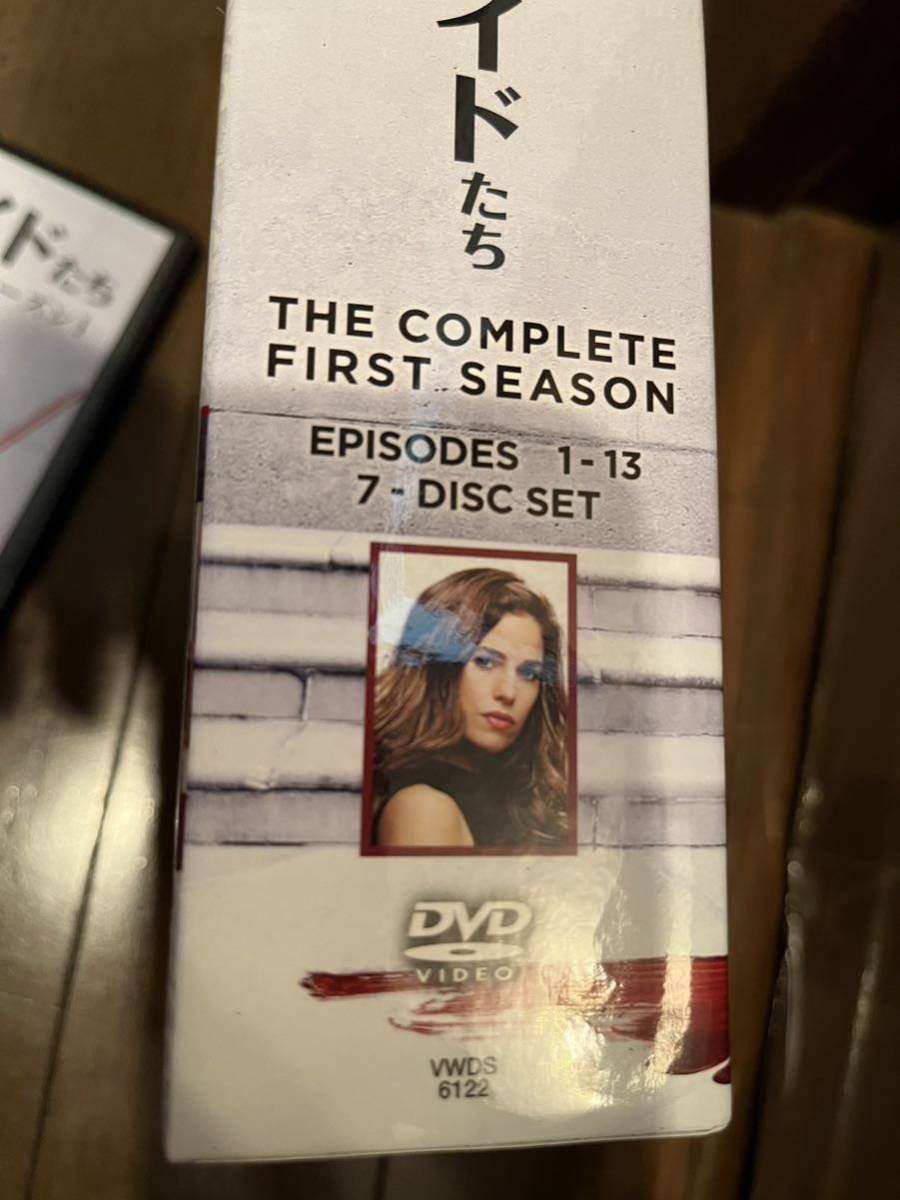 イドたち
THE COMPLETE
FIRST SEASON
EPISODES 1-13
7 - DISC SET
DVD
VIDEO
VWDS
6122
ドたち